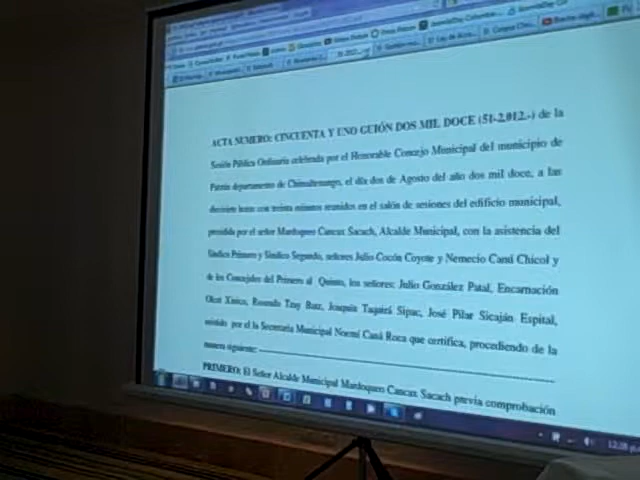 ACTA NUMERO: CINCUENTA Y UNO GUIÓN DOS MIL DOCE (51-2,012.-) de la
Sesión Pública Ordinaria celebrada por el Honorable Concejo Municipal del municipio de
Patzún departamento de Chimaltenango, el día dos de Agosto del año dos mil doce, a las
diecisiete horas con treinta minutos reunidos en el salón de sesiones del edificio municipal,
presidida por el señor Mardoqueo Cancax Sacach, Alcalde Municipal, con la asistencia del
Síndico Primero y Síndico Segundo, señores Julio Cocón Coyote y Nemecio Caná Chicol y
de los Concejales del Primero al Quinto, los señores: Julio González Patal, Encarnación
Xinico, Rosendo Tzay Joaquín Taquirá Sipac, José Pilar Sicaján Espital,
asistido por el la Secretaria Municipal Noemí Caná Roca que certifica, procediendo de la
manera siguiente:
PRIMERO: El Señor Alcalde Municipal Mardoqueo Cancax Sacach previa comprobación